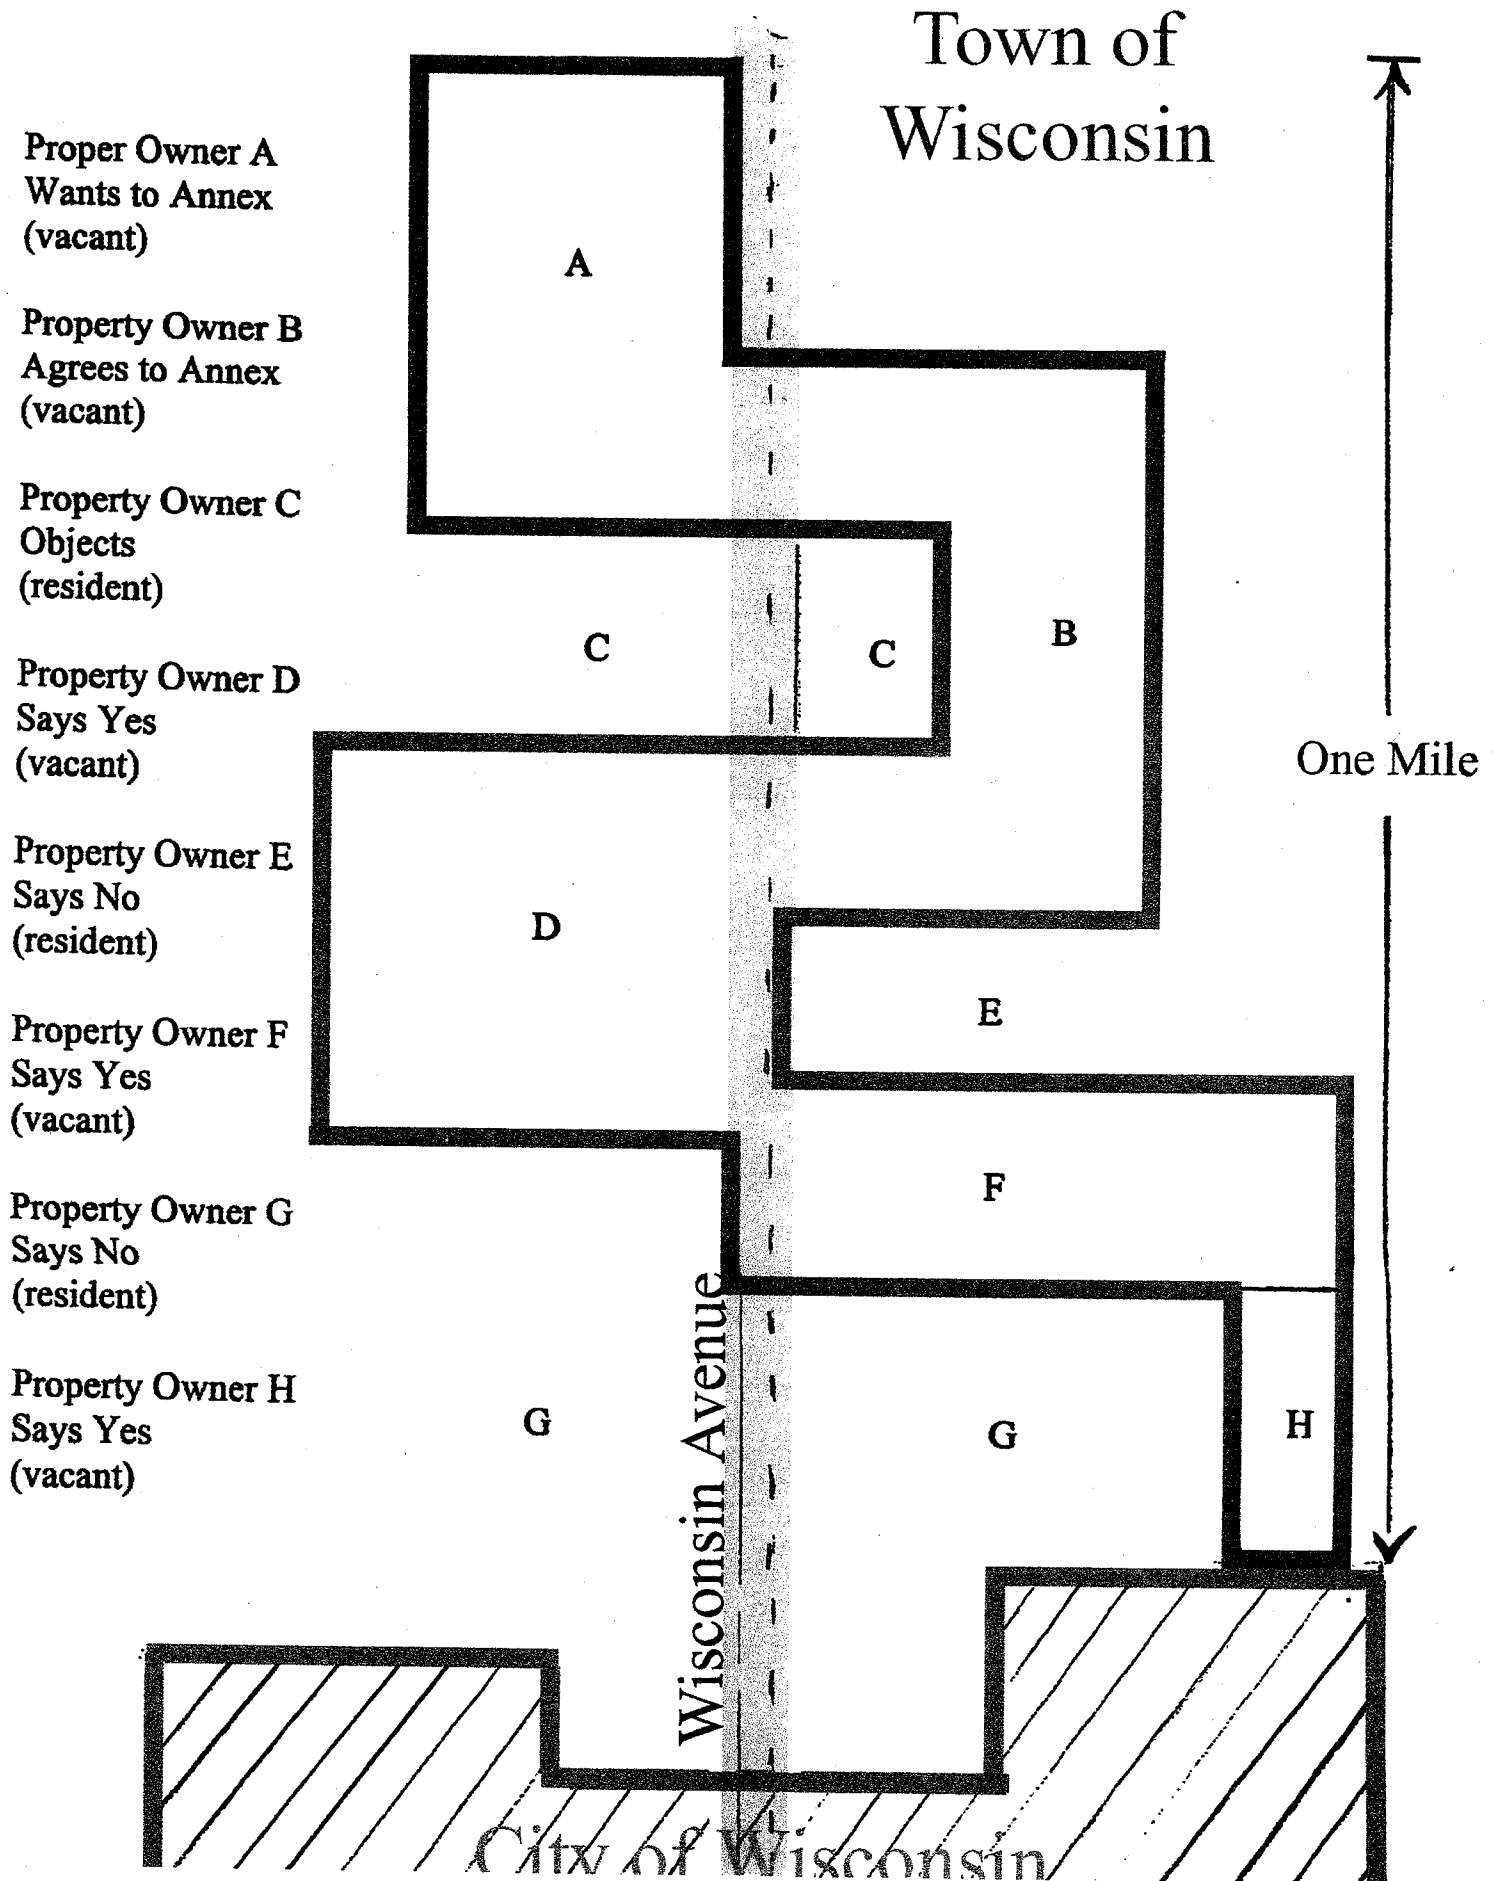 Town of
Wisconsin
Proper Owner A
Wants to Annex
(vacant)
Property Owner B
Agrees to Annex
(vacant)
Property Owner C
Objects
(resident)
Property Owner D
Says Yes
(vacant)
Property Owner E
Says No
(resident)
Property Owner F
Says Yes
(vacant)
Property Owner G
Says No
(resident)
Property Owner H
Says Yes
(vacant)
A
B
C
C
D
E
F
G
G
H
One Mile
Wisconsin Avenue
City of Wisconsin